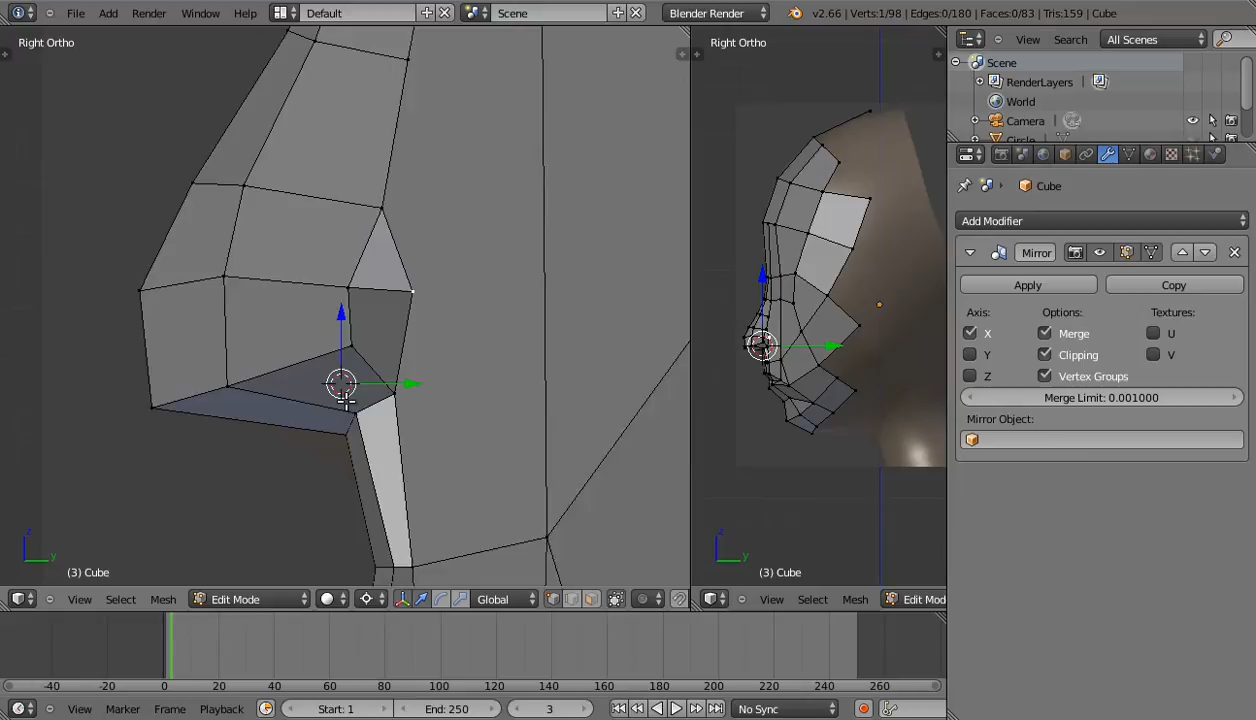 File Add Render Window Help Default Scene Blender Render v2.66 | Verts:1/98 | Edges:0/180 | Faces:0/83 | Tris:159 | Cube
Right Ortho
Right Ortho
View Search All Scenes
Scene
RenderLayers
World
Camera
Cube
Add Modifier
Mirror
Apply Copy
Axis: Options: Textures:
X Merge U
Y Clipping V
Z Vertex Groups
Merge Limit: 0.001000
Mirror Object:
z
y
(3) Cube
z
y
(3) Cube
View Select Mesh Edit Mode Global
View Select Mesh Edit Mod
-40 -20 0 20 40 60 80 100 120 140 160 180 200 220 240 260
View Marker Frame Playback Start: 1 End: 250 3 No Sync